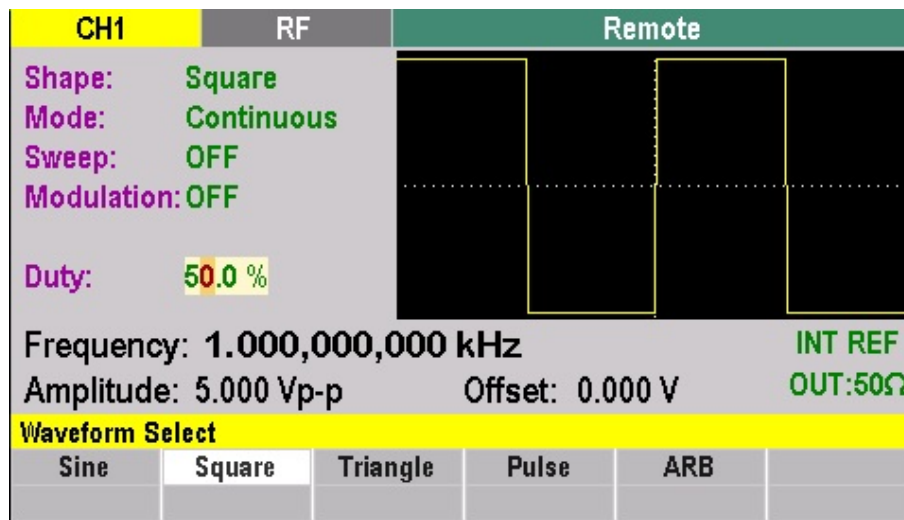 CH1 RF Remote
Shape: Square
Mode: Continuous
Sweep: OFF
Modulation: OFF
Duty: 50.0 %
Frequency: 1.000,000,000 kHz INT REF
Amplitude: 5.000 Vp-p Offset: 0.000 V OUT:50Ω
Waveform Select
Sine Square Triangle Pulse ARB